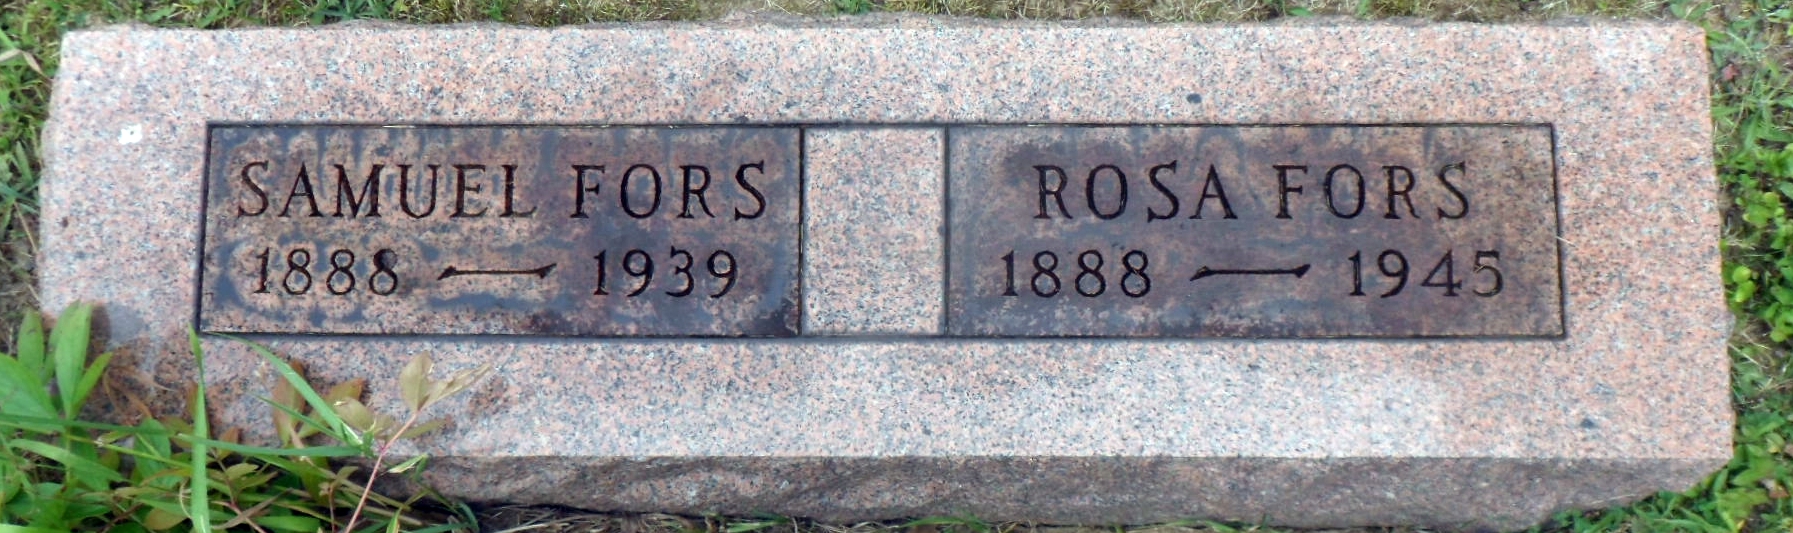 SAMUEL FORS
1888 — 1939
ROSA FORS
1888 — 1945